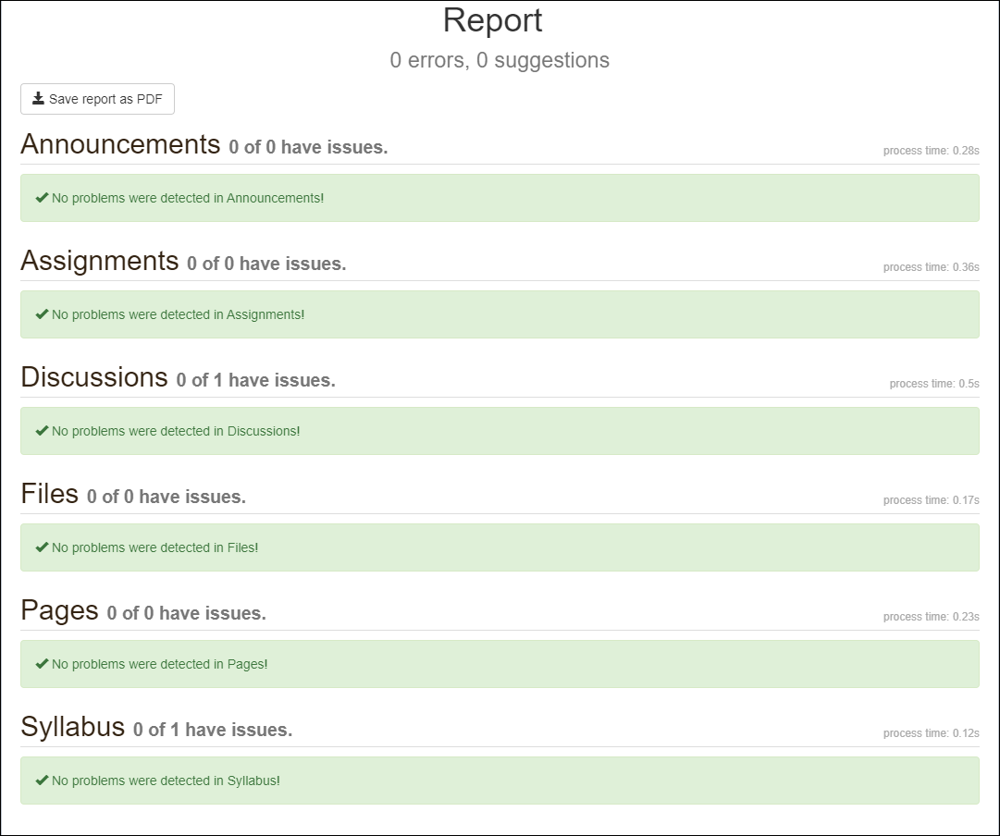 Report
0 errors, 0 suggestions
Save report as PDF
Announcements 0 of 0 have issues. process time: 0.28s
No problems were detected in Announcements!
Assignments 0 of 0 have issues. process time: 0.36s
No problems were detected in Assignments!
Discussions 0 of 1 have issues. process time: 0.5s
No problems were detected in Discussions!
Files 0 of 0 have issues. process time: 0.17s
No problems were detected in Files!
Pages 0 of 0 have issues. process time: 0.23s
No problems were detected in Pages!
Syllabus 0 of 1 have issues. process time: 0.12s
No problems were detected in Syllabus!